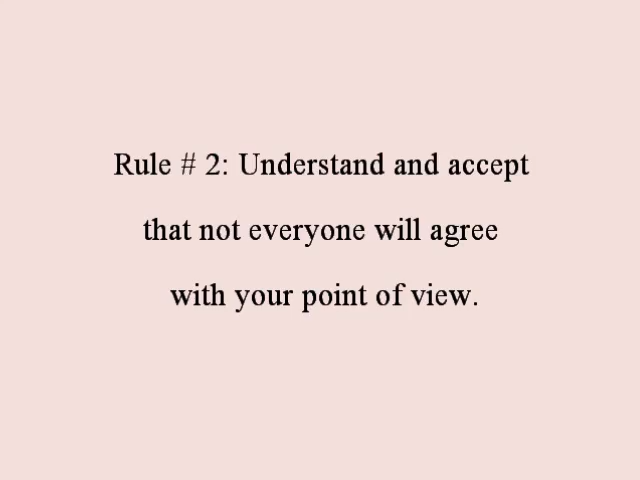 Rule # 2: Understand and accept
that not everyone will agree
with your point of view.